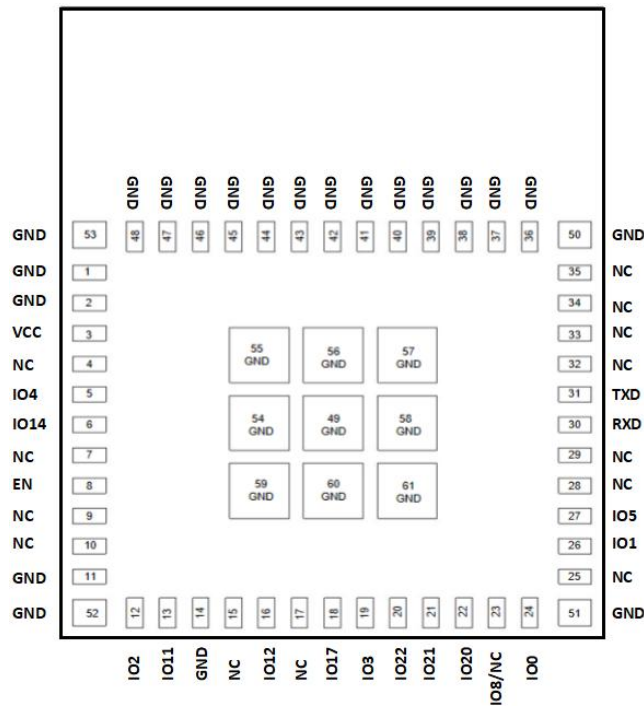 GND GND GND GND GND GND GND GND GND GND GND GND GND
GND 53 48 47 46 45 44 43 42 41 40 39 38 37 36 50 GND
GND 1 35 NC
GND 2 34 NC
VCC 3 33 NC
NC 4 32 NC
IO4 5 31 TXD
IO14 6 30 RXD
NC 7 29 NC
EN 8 28 NC
NC 9 27 IO5
NC 10 26 IO1
GND 11 25 NC
GND 52 12 13 14 15 16 17 18 19 20 21 22 23 24 51 GND
IO2 IO11 GND NC IO12 NC IO17 IO3 IO22 IO21 IO20 IO8/NC IO0
55 56 57
GND GND GND
54 49 58
GND GND GND
59 60 61
GND GND GND